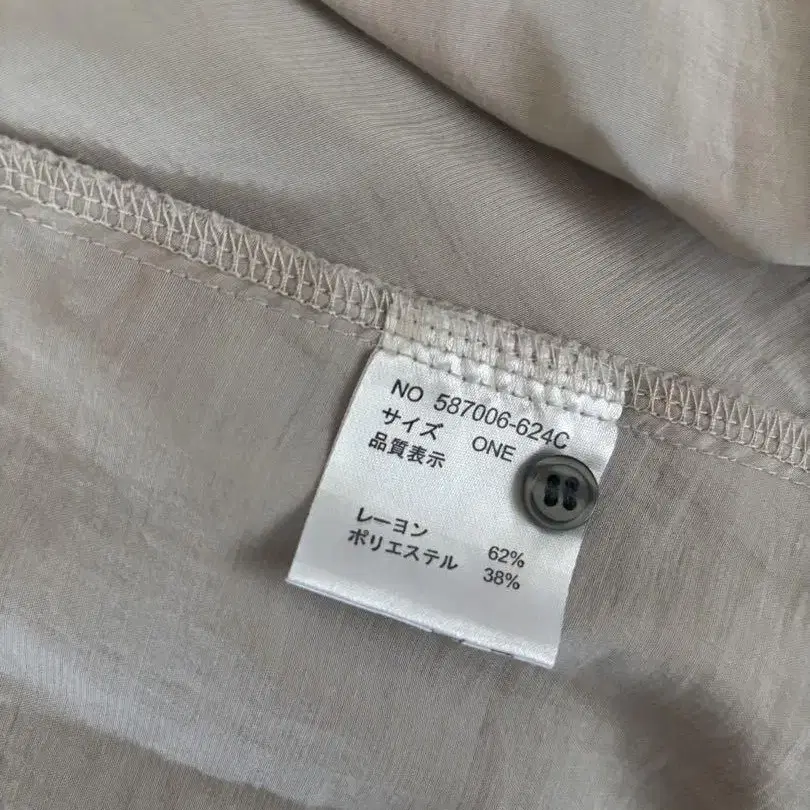 NO 587006-624C
サイズ ONE
品質表示
レーヨン 62%
ポリエステル 38%